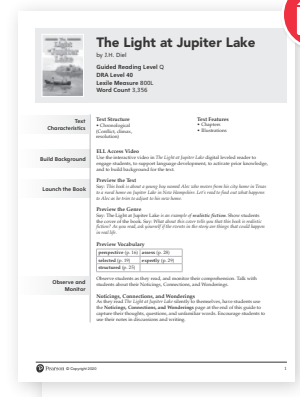 The Light at Jupiter Lake
by J.H. Diel
Guided Reading Level Q
DRA Level 40
Lexile Measure 800L
Word Count 3,356
The Light at Jupiter Lake
Text Characteristics
Text Structure
• Chronological
(Conflict, climax,
resolution)
Text Features
• Chapters
• Illustrations
Build Background
ELL Access Video
Use the interactive video in The Light at Jupiter Lake digital leveled reader to
engage students, to support language development, to activate prior knowledge,
and to build background for the text.
Launch the Book
Preview the Text
Say: This book is about a young boy named Alec who moves from his city home in Texas
to a rural home on Jupiter Lake in New Hampshire. Let's read to find out what happens
to Alec as he tries to adjust to his new home.
Preview the Genre
Say: The Light at Jupiter Lake is an example of realistic fiction. Show students
the cover of the book. Say: What about this cover tells you that this book is realistic
fiction? As you read, ask yourself if the events in the story are things that could happen
in real life.
Preview Vocabulary
perspective (p. 16) assess (p. 28)
selected (p. 19) expertly (p. 29)
structured (p. 25)
Observe and Monitor
Observe students as they read, and monitor their comprehension. Talk with
students about their Noticings, Connections, and Wonderings.
Noticings, Connections, and Wonderings
As they read The Light at Jupiter Lake silently to themselves, have students use
the Noticings, Connections, and Wonderings page at the end of this guide to
capture their thoughts, questions, and unfamiliar words. Encourage students to
use their notes in discussions and writing.
Pearson © Copyright 2020
1